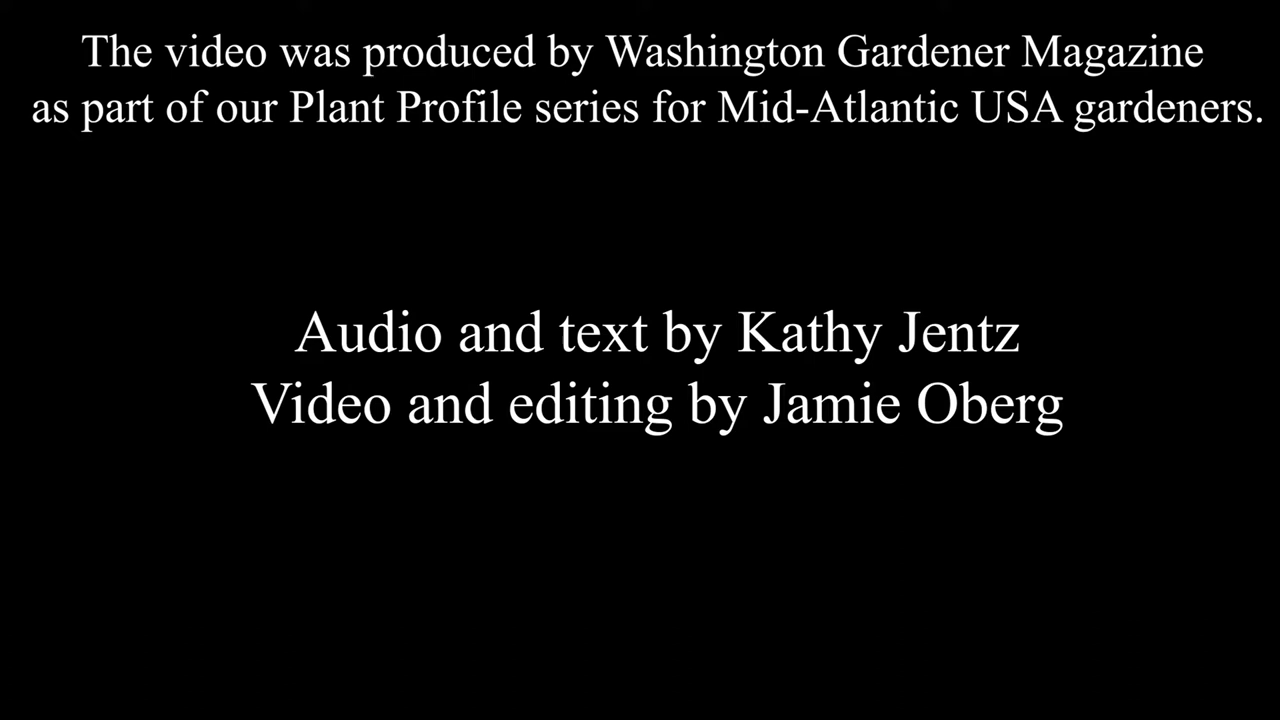 The video was produced by Washington Gardener Magazine
as part of our Plant Profile series for Mid-Atlantic USA gardeners.
Audio and text by Kathy Jentz
Video and editing by Jamie Oberg